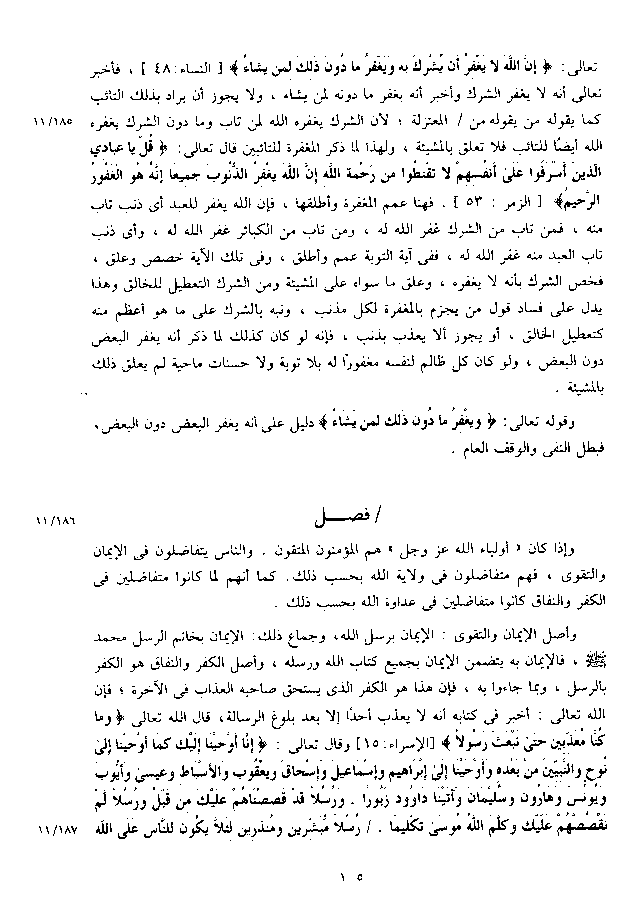 تعالى: ﴿ إِنَّ اللَّهَ لا يَغْفِرُ أَن يُشْرَكَ بِهِ وَيَغْفِرُ مَا دُونَ ذَلِكَ لِمَن يَشَاءُ ﴾ [ النساء: ٤٨ ] ، فأخبر
تعالى أنه لا يغفر الشرك وأخبر أنه يغفر ما دونه لمن يشاء ، ولا يجوز أن يراد بذلك التائب
١١/١٨٥ كما يقوله من يقوله من / المعتزلة ؛ لأن الشرك يغفره الله لمن تاب وما دون الشرك يغفره
الله أيضًا للتائب فلا تعلق بالمشيئة ، ولهذا لما ذكر المغفرة للتائبين قال تعالى: ﴿ قُلْ يَا عِبَادِيَ
الَّذِينَ أَسْرَفُوا عَلَىٰ أَنفُسِهِمْ لا تَقْنَطُوا مِن رَّحْمَةِ اللَّهِ إِنَّ اللَّهَ يَغْفِرُ الذُّنُوبَ جَمِيعًا إِنَّهُ هُوَ الْغَفُورُ
الرَّحِيمُ﴾ [ الزمر : ٥٣ ] . فهنا عمم المغفرة وأطلقها ، فإن الله يغفر للعبد أى ذنب تاب
منه ، فمن تاب من الشرك غفر الله له ، ومن تاب من الكبائر غفر الله له ، وأى ذنب
تاب العبد منه غفر الله له ، ففى آية التوبة عمم وأطلق ، وفى تلك الآية خصص وعلق ،
فخص الشرك بأنه لا يغفره ، وعلق ما سواه على المشيئة ومن الشرك التعطيل للخالق وهذا
يدل على فساد قول من يجزم بالمغفرة لكل مذنب ، ونبه بالشرك على ما هو أعظم منه
كتعطيل الخالق ، أو يجوز ألا يعذب بذنب ، فإنه لو كان كذلك لما ذكر أنه يغفر البعض
دون البعض ، ولو كان كل ظالم لنفسه مغفورًا له بلا توبة ولا حسنات ماحية لم يعلق ذلك
بالمشيئة .
وقوله تعالى: ﴿ وَيَغْفِرُ مَا دُونَ ذَلِكَ لِمَن يَشَاءُ ﴾ دليل على أنه يغفر البعض دون البعض،
فبطل النفى والوقف العام .
١١/١٨٦ / فصــل
وإذا كان « أولياء الله عز وجل » هم المؤمنون المتقون . والناس يتفاضلون فى الإيمان
والتقوى ، فهم متفاضلون فى ولاية الله بحسب ذلك. كما أنهم لما كانوا متفاضلين فى
الكفر والنفاق كانوا متفاضلين فى عداوة الله بحسب ذلك .
وأصل الإيمان والتقوى : الإيمان برسل الله، وجماع ذلك: الإيمان بخاتم الرسل محمد
ﷺ ، فالإيمان به يتضمن الإيمان بجميع كتاب الله ورسله ، وأصل الكفر والنفاق هو الكفر
بالرسل ، وبما جاءوا به ، فإن هذا هو الكفر الذى يستحق صاحبه العذاب فى الآخرة ؛ فإن
الله تعالى : أخبر فى كتابه أنه لا يعذب أحدًا إلا بعد بلوغ الرسالة، قال الله تعالى ﴿ وَمَا
كُنَّا مُعَذِّبِينَ حَتَّىٰ نَبْعَثَ رَسُولاً ﴾ [الإسراء: ١٥] وقال تعالى : ﴿ إِنَّا أَوْحَيْنَا إِلَيْكَ كَمَا أَوْحَيْنَا إِلَىٰ
نُوحٍ وَالنَّبِيِّينَ مِنْ بَعْدِهِ وَأَوْحَيْنَا إِلَىٰ إِبْرَاهِيمَ وَإِسْمَاعِيلَ وَإِسْحَاقَ وَيَعْقُوبَ وَالأَسْبَاطِ وَعِيسَىٰ وَأَيُّوبَ
وَيُونُسَ وَهَارُونَ وَسُلَيْمَانَ وَآتَيْنَا دَاوُودَ زَبُورًا . وَرُسُلاً قَدْ قَصَصْنَاهُمْ عَلَيْكَ مِن قَبْلُ وَرُسُلاً لَّمْ
١١/١٨٧ نَقْصُصْهُمْ عَلَيْكَ وَكَلَّمَ اللَّهُ مُوسَىٰ تَكْلِيمًا . / رُسُلاً مُّبَشِّرِينَ وَمُنذِرِينَ لِئَلاَّ يَكُونَ لِلنَّاسِ عَلَى اللَّهِ
١٠٥